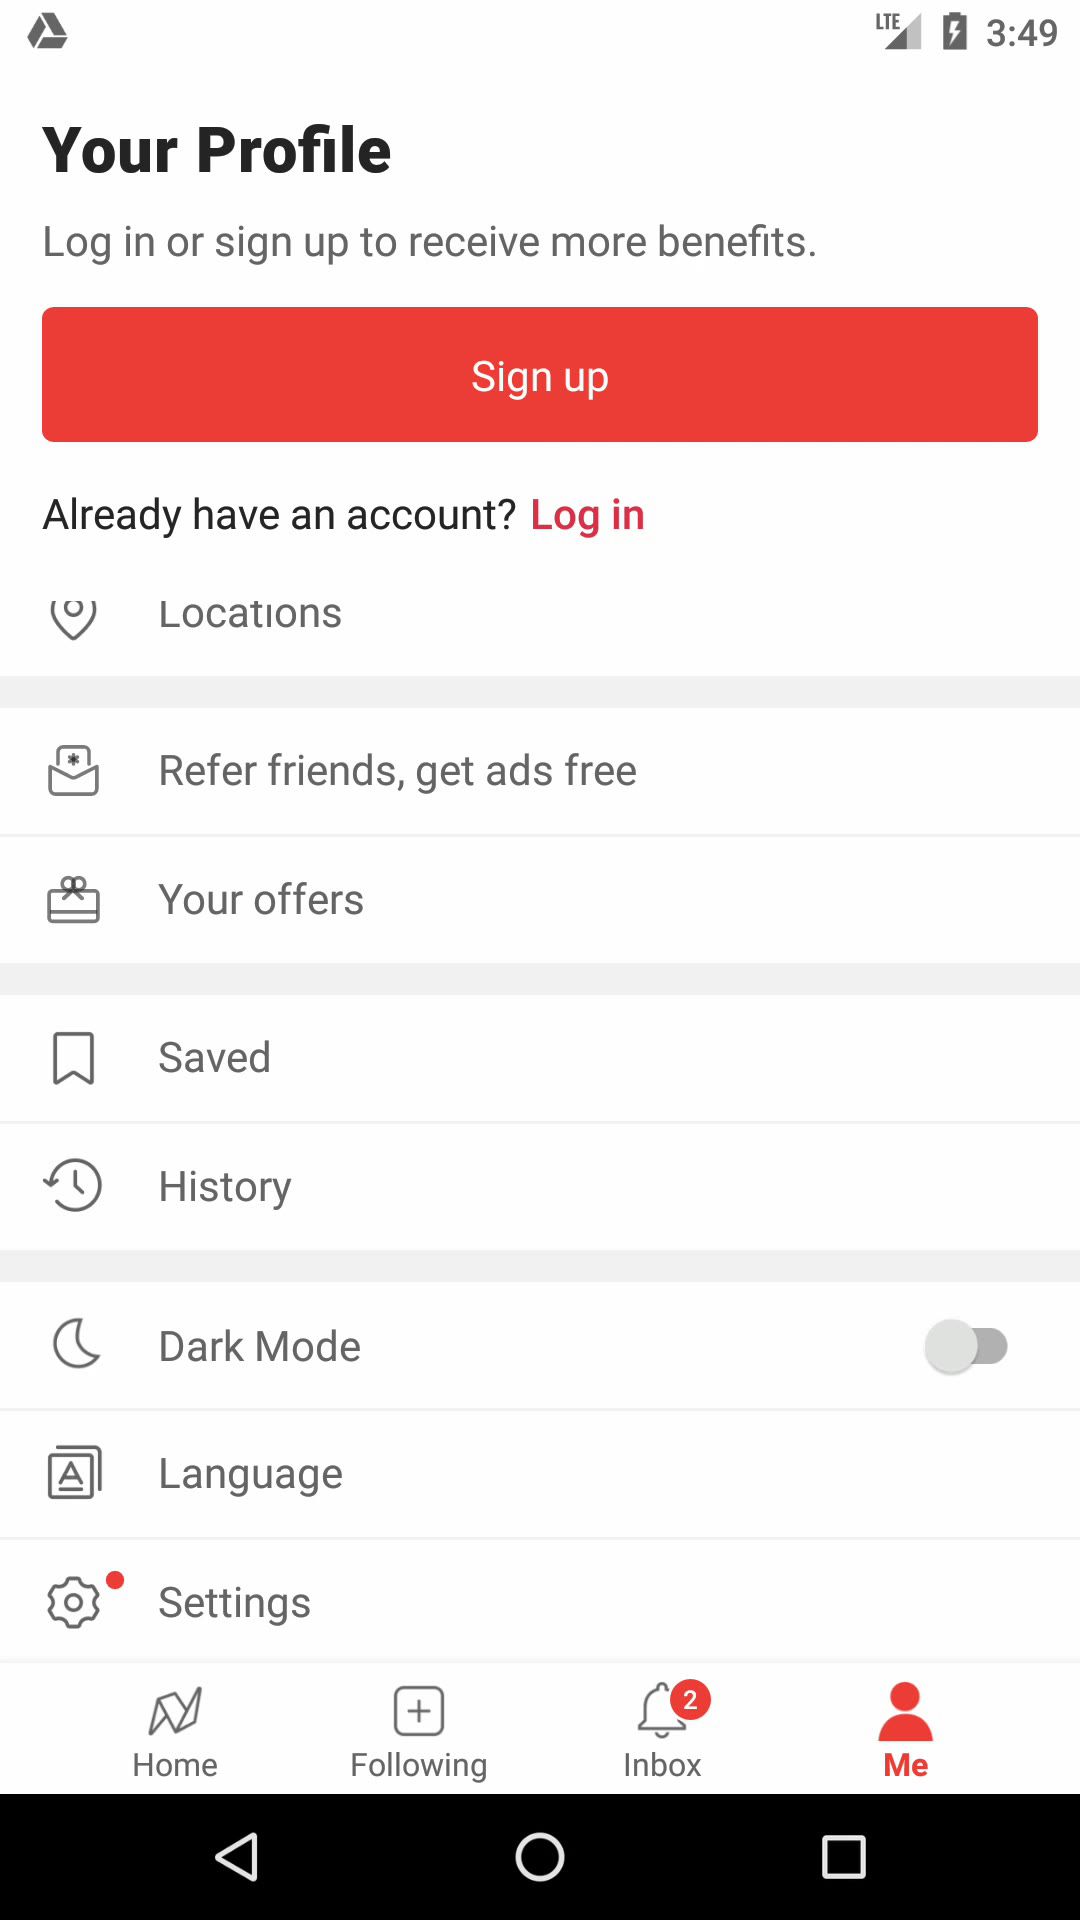 LTE 3:49
Your Profile
Log in or sign up to receive more benefits.
Sign up
Already have an account? Log in
Locations
Refer friends, get ads free
Your offers
Saved
History
Dark Mode
A Language
Settings
2
Home Following Inbox Me